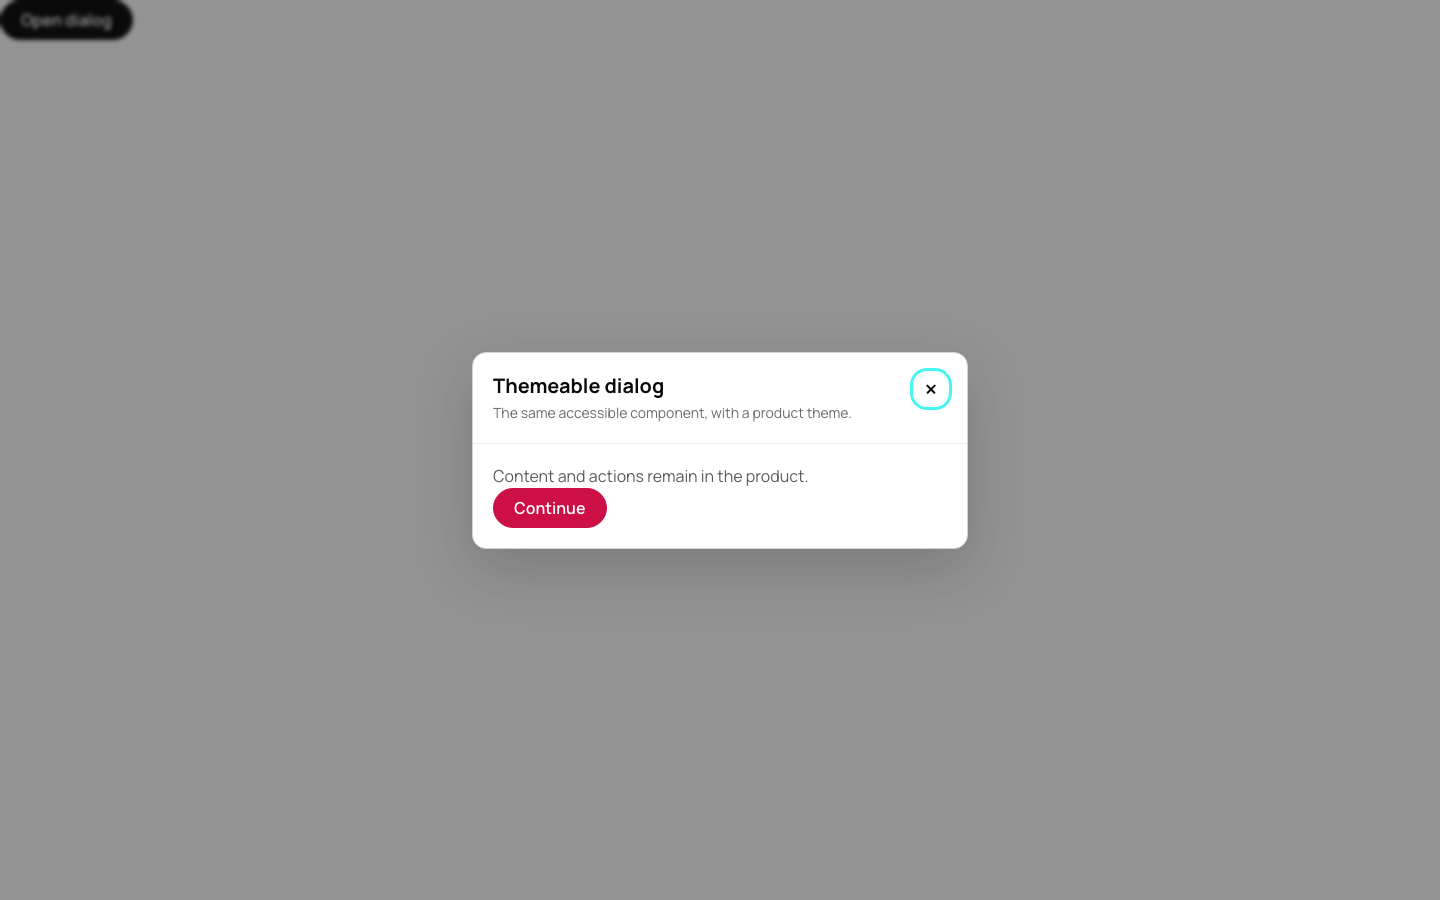 Open dialog
Themeable dialog
The same accessible component, with a product theme.
Content and actions remain in the product.
Continue